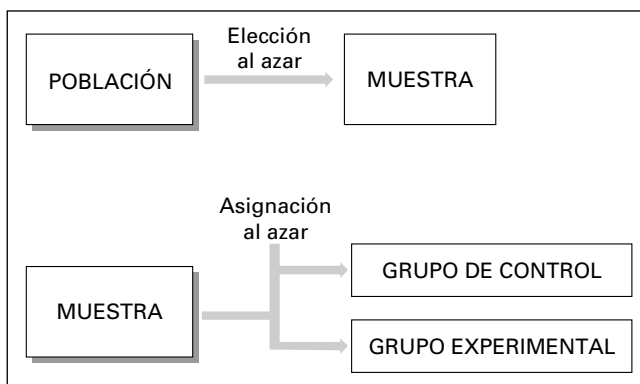 Elección
al azar
POBLACIÓN
MUESTRA
Asignación
al azar
GRUPO DE CONTROL
MUESTRA
GRUPO EXPERIMENTAL